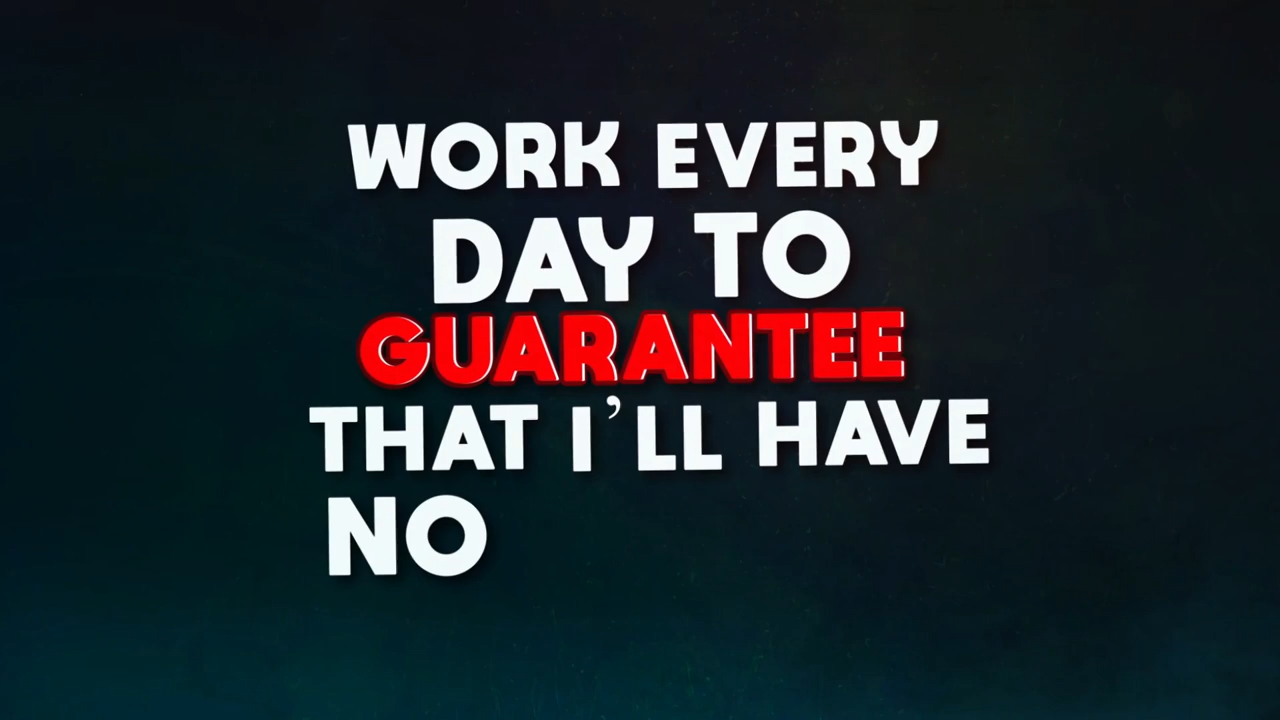 WORK EVERY
DAY TO
GUARANTEE
THAT I’LL HAVE
NO